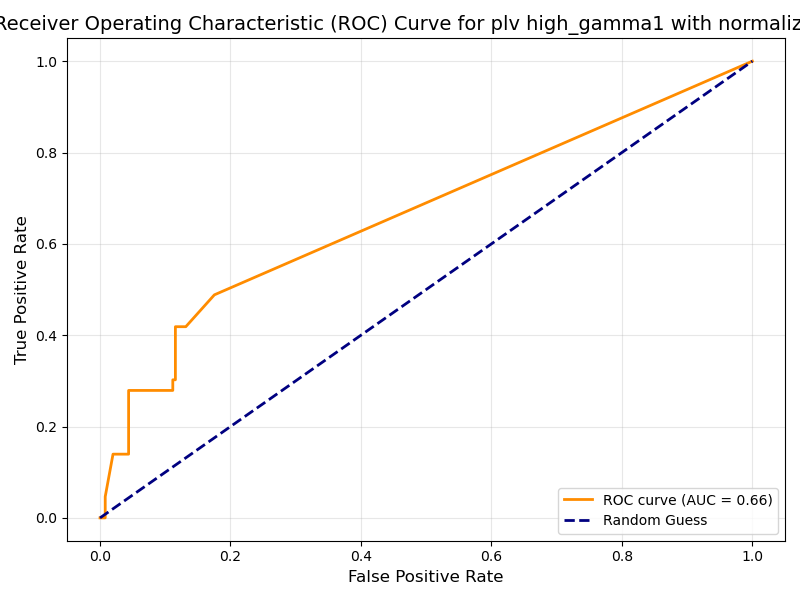 Receiver Operating Characteristic (ROC) Curve for plv high_gamma1 with normaliz
1.0
0.8
0.6
0.4
0.2
0.0
True Positive Rate
0.0 0.2 0.4 0.6 0.8 1.0
False Positive Rate
ROC curve (AUC = 0.66)
Random Guess